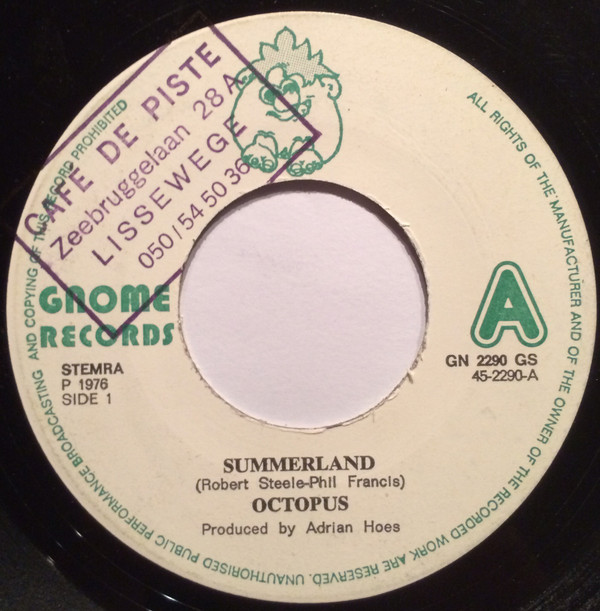 CAFE DE PISTE
Zeebruggelaan 28 A
LISSEWEGE
050/54 50 36
GNOME
RECORDS
STEMRA
P 1976
SIDE 1
A
GN 2290 GS
45-2290-A
SUMMERLAND
(Robert Steele-Phil Francis)
OCTOPUS
Produced by Adrian Hoes
ALL RIGHTS OF THE MANUFACTURER AND OF THE OWNER OF THE RECORDED WORK ARE RESERVED. UNAUTHORISED PUBLIC PERFORMANCE BROADCASTING AND COPYING OF THIS RECORD PROHIBITED